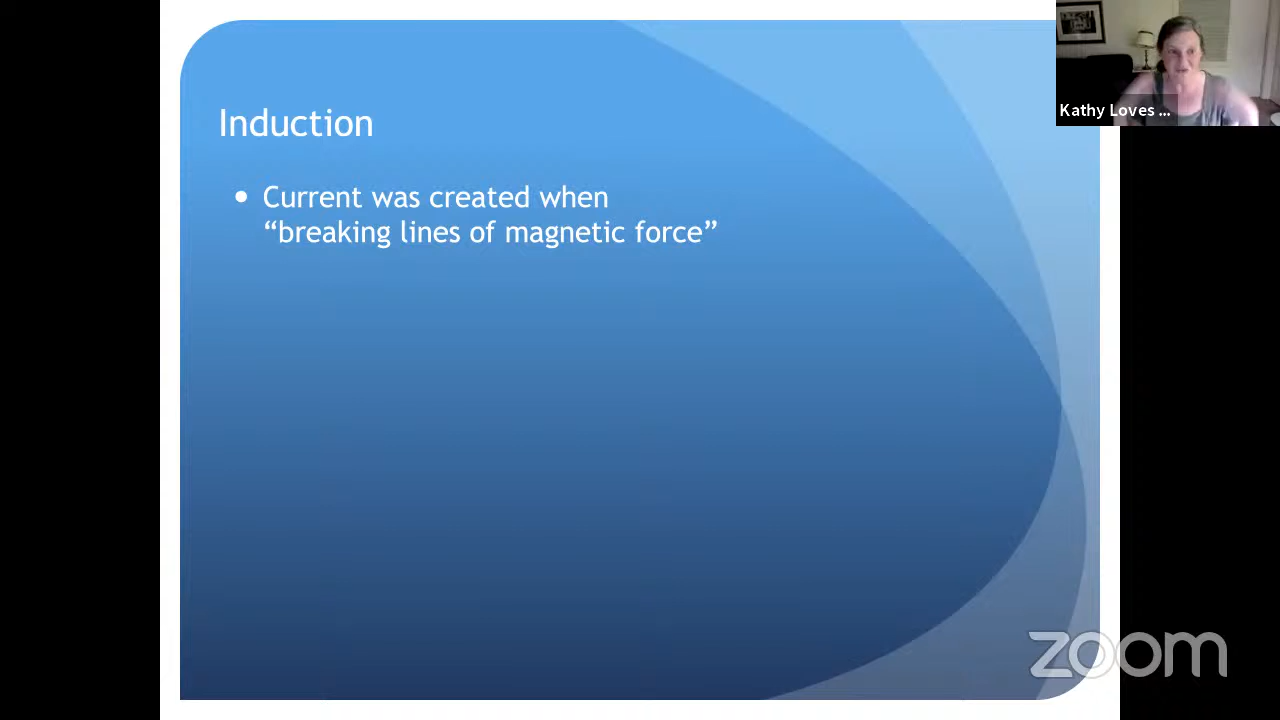 Kathy Loves ...
Induction
• Current was created when
“breaking lines of magnetic force”
zoom